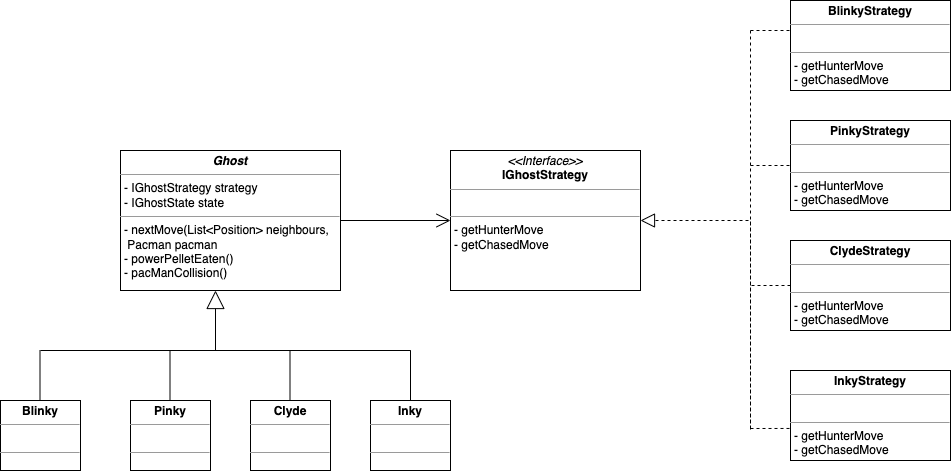 BlinkyStrategy
- getHunterMove
- getChasedMove
PinkyStrategy
- getHunterMove
- getChasedMove
Ghost
- IGhostStrategy strategy
- IGhostState state
- nextMove(List<Position> neighbours,
Pacman pacman
- powerPelletEaten()
- pacManCollision()
<<Interface>>
IGhostStrategy
- getHunterMove
- getChasedMove
ClydeStrategy
- getHunterMove
- getChasedMove
InkyStrategy
- getHunterMove
- getChasedMove
Blinky
Pinky
Clyde
Inky